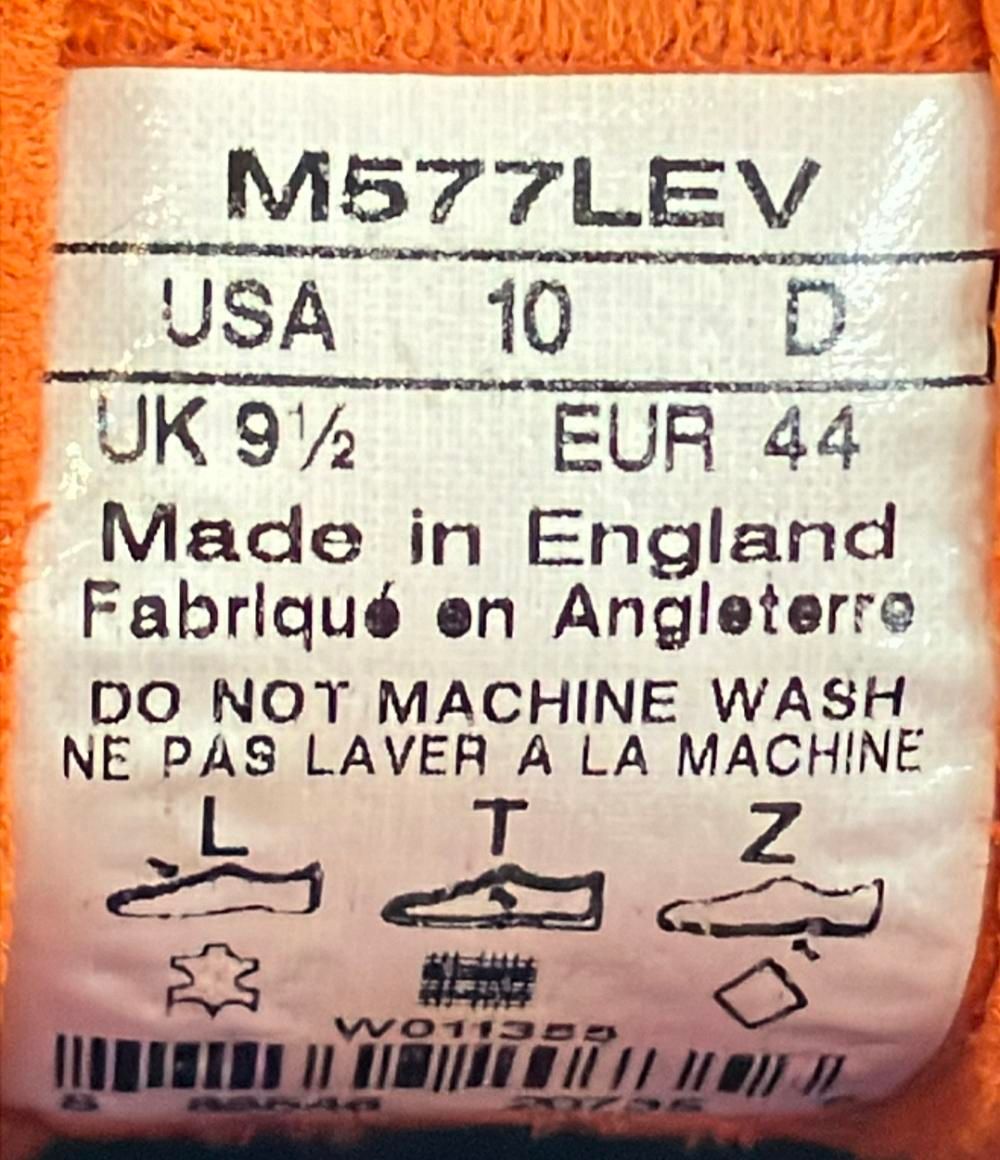 M577LEV
USA 10 D
UK 9½ EUR 44
Made in England
Fabriqué en Angleterre
DO NOT MACHINE WASH
NE PAS LAVER A LA MACHINE
L T Z
W011355